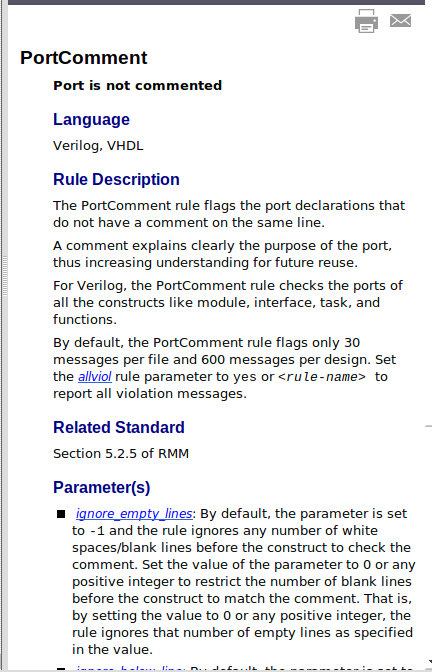 PortComment
Port is not commented
Language
Verilog, VHDL
Rule Description
The PortComment rule flags the port declarations that
do not have a comment on the same line.
A comment explains clearly the purpose of the port,
thus increasing understanding for future reuse.
For Verilog, the PortComment rule checks the ports of
all the constructs like module, interface, task, and
functions.
By default, the PortComment rule flags only 30
messages per file and 600 messages per design. Set
the allviol rule parameter to yes or <rule-name> to
report all violation messages.
Related Standard
Section 5.2.5 of RMM
Parameter(s)
ignore_empty_lines: By default, the parameter is set
to -1 and the rule ignores any number of white
spaces/blank lines before the construct to check the
comment. Set the value of the parameter to 0 or any
positive integer to restrict the number of blank lines
before the construct to match the comment. That is,
by setting the value to 0 or any positive integer, the
rule ignores that number of empty lines as specified
in the value.
ignore_below_line: By default, the parameter is set to